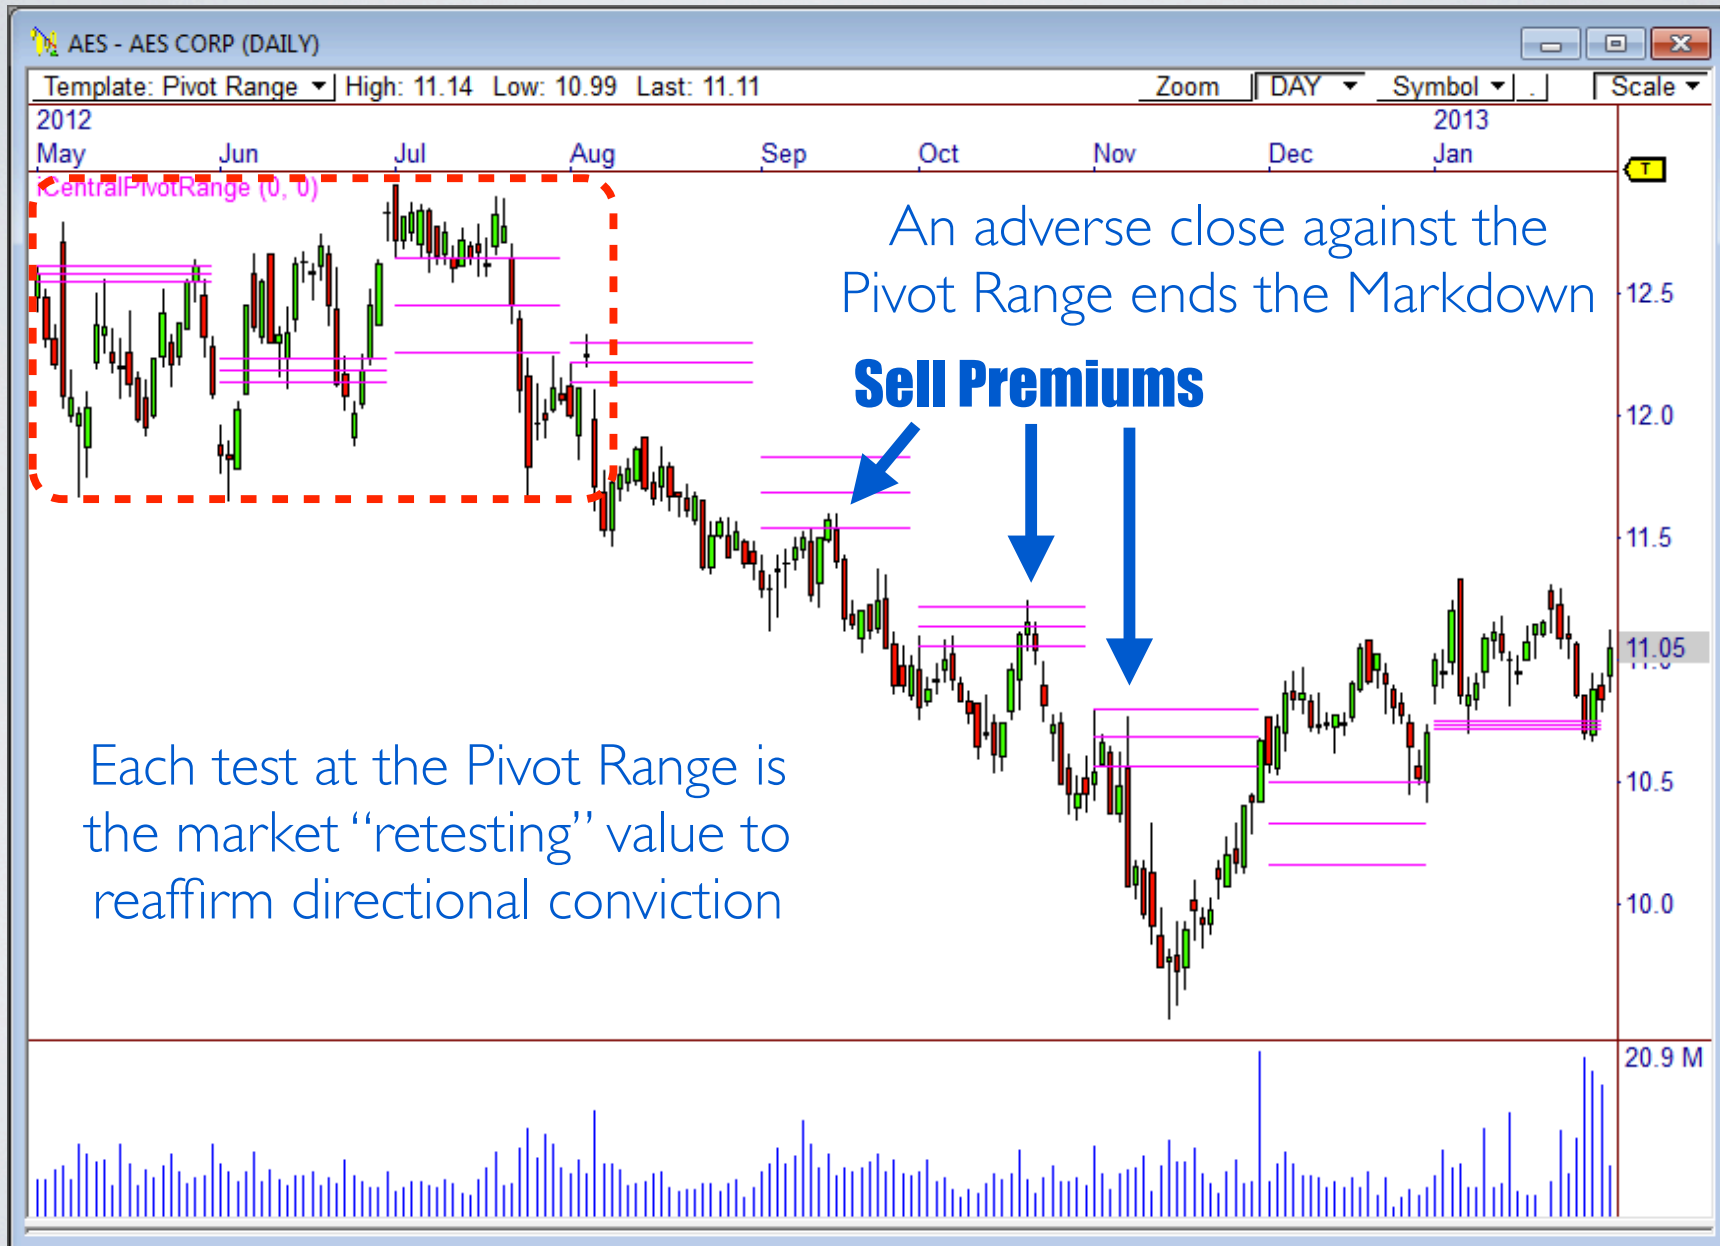 AES - AES CORP (DAILY)
Template: Pivot Range High: 11.14 Low: 10.99 Last: 11.11 Zoom DAY Symbol . Scale
2012 2013
May Jun Jul Aug Sep Oct Nov Dec Jan
T
iCentralPivotRange (0, 0)
An adverse close against the
Pivot Range ends the Markdown
Sell Premiums
12.5
12.0
11.5
11.05
11.0
10.5
10.0
Each test at the Pivot Range is
the market “retesting” value to
reaffirm directional conviction
20.9 M